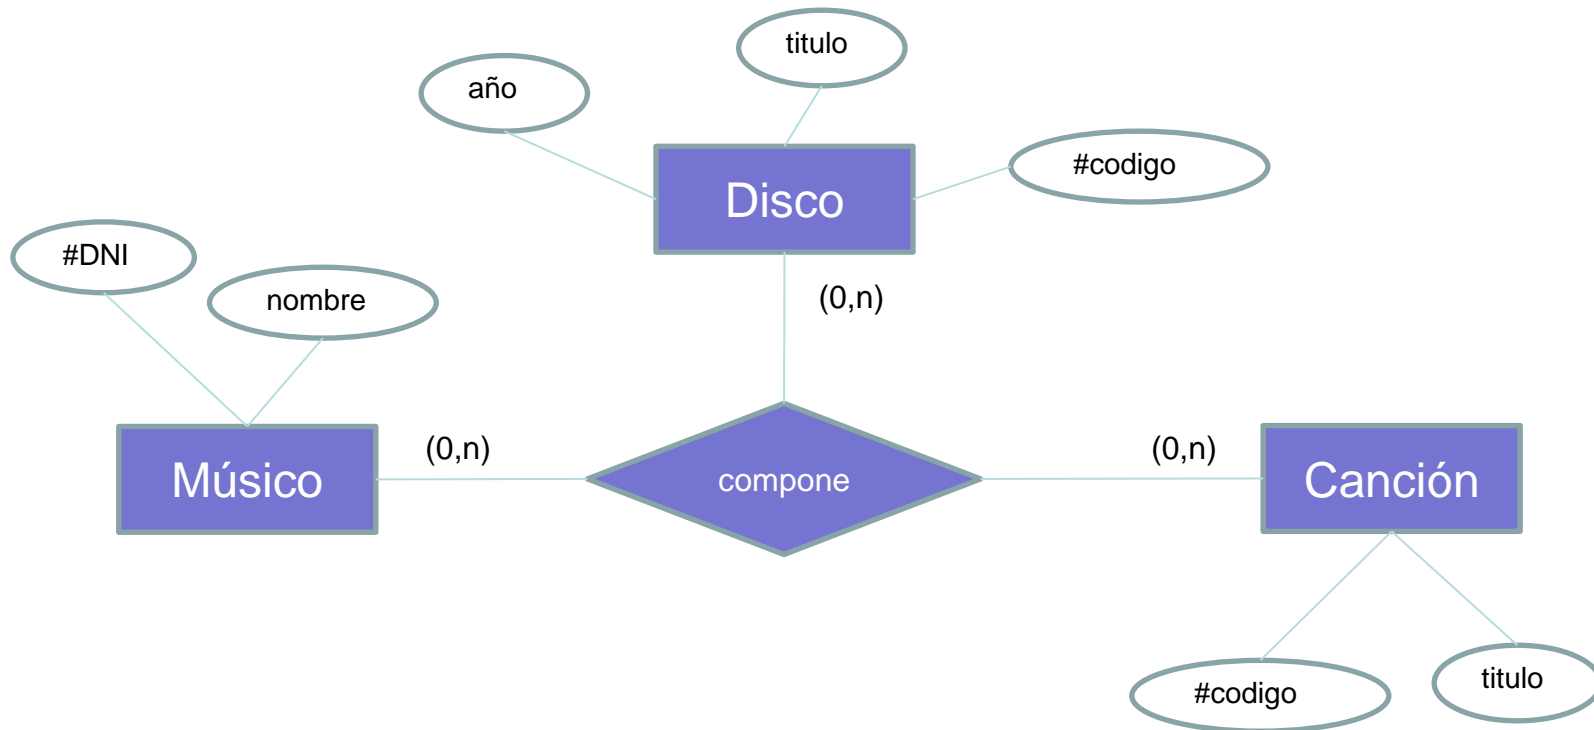 titulo
año
#codigo
Disco
#DNI
nombre
(0,n)
Músico
(0,n)
compone
(0,n)
Canción
#codigo
titulo